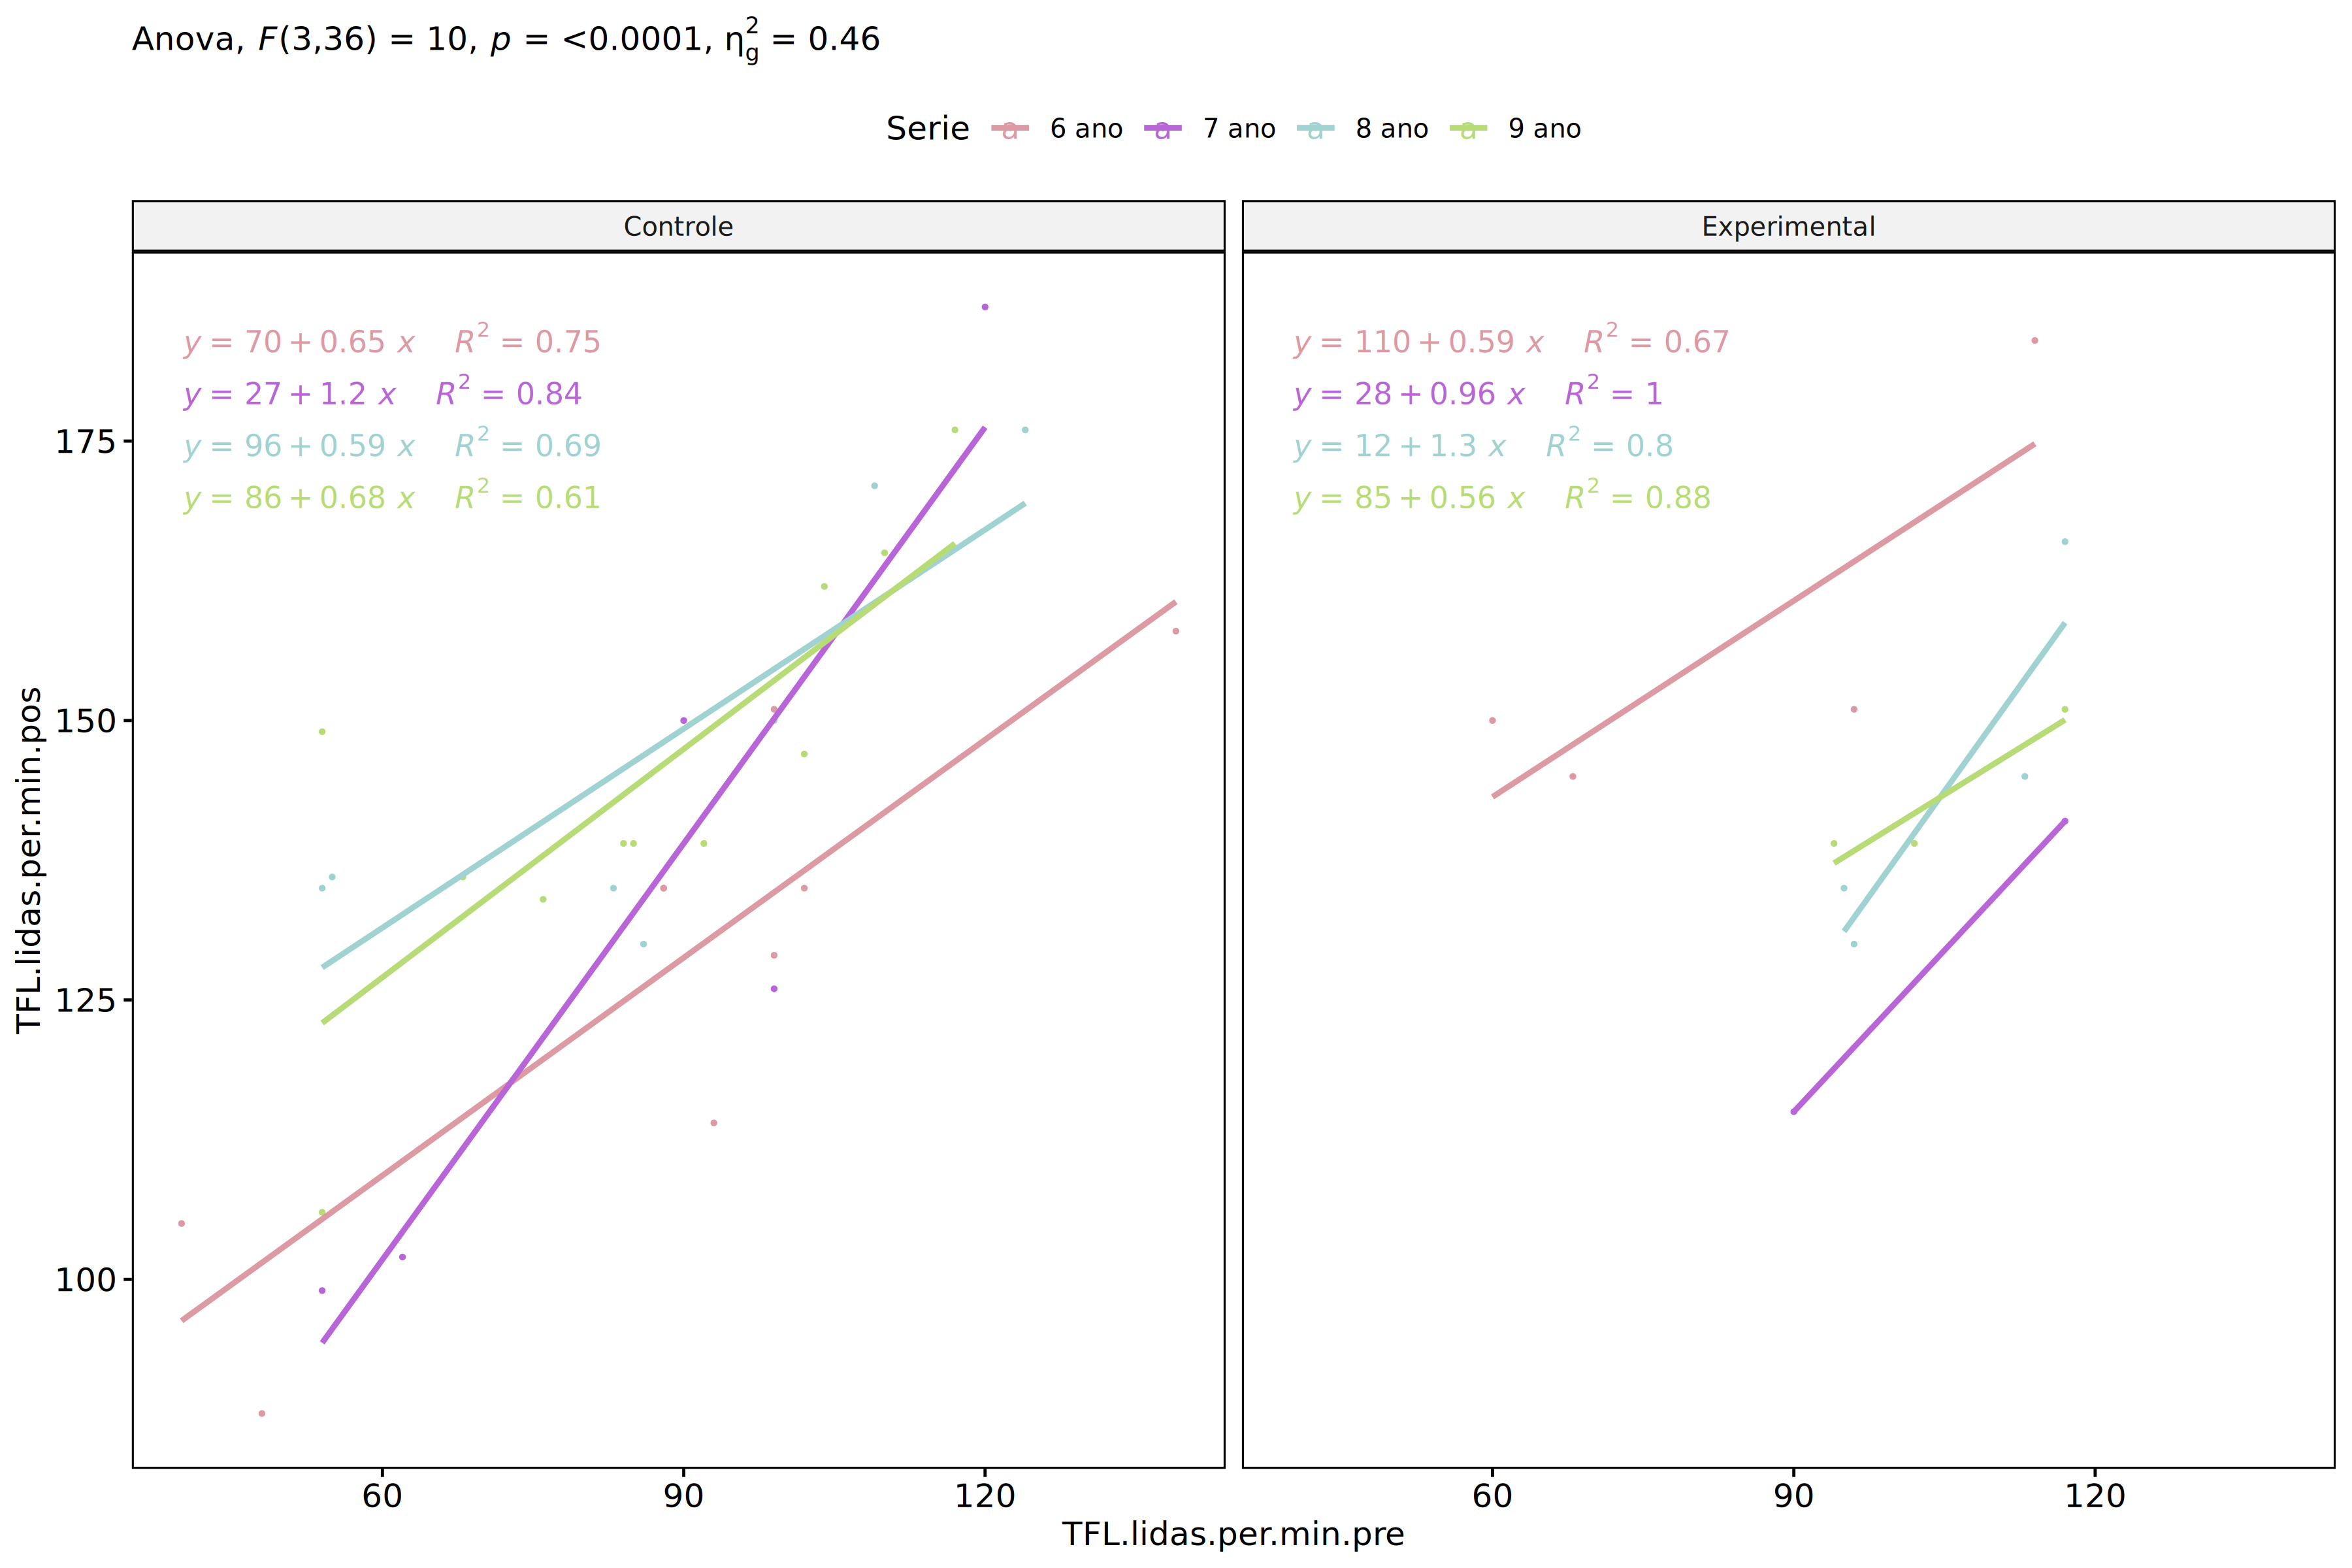 Anova, F(3,36) = 10, p = <0.0001, η²g = 0.46
Serie a 6 ano a 7 ano a 8 ano a 9 ano
Controle
Experimental
y = 70 + 0.65 x R² = 0.75
y = 27 + 1.2 x R² = 0.84
y = 96 + 0.59 x R² = 0.69
y = 86 + 0.68 x R² = 0.61
y = 110 + 0.59 x R² = 0.67
y = 28 + 0.96 x R² = 1
y = 12 + 1.3 x R² = 0.8
y = 85 + 0.56 x R² = 0.88
TFL.lidas.per.min.pos
175
150
125
100
60 90 120
60 90 120
TFL.lidas.per.min.pre